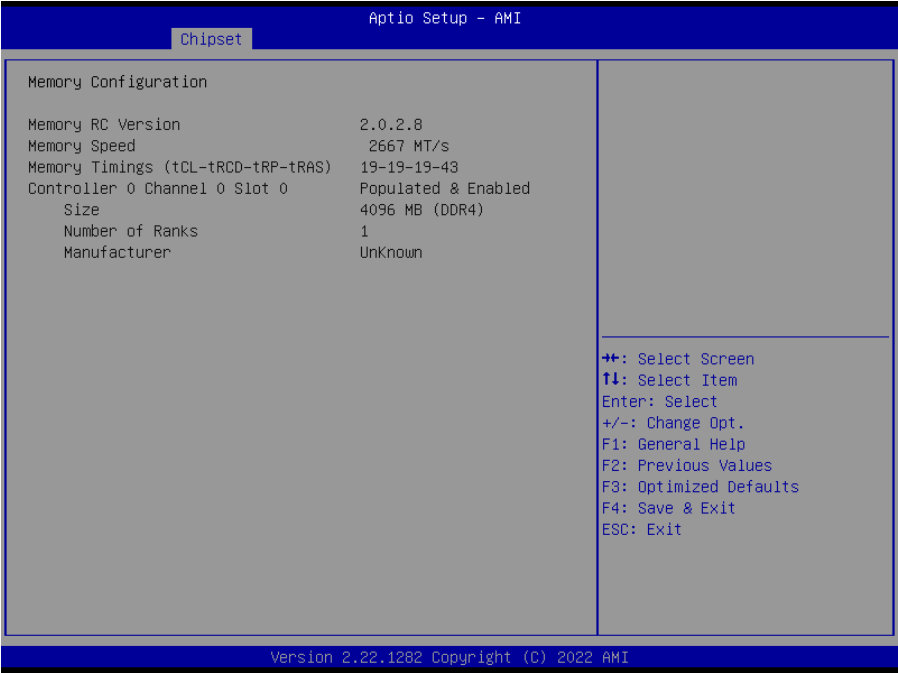 Aptio Setup - AMI
Chipset
Memory Configuration
Memory RC Version 2.0.2.8
Memory Speed 2667 MT/s
Memory Timings (tCL-tRCD-tRP-tRAS) 19-19-19-43
Controller 0 Channel 0 Slot 0 Populated & Enabled
Size 4096 MB (DDR4)
Number of Ranks 1
Manufacturer UnKnown
→←: Select Screen
↑↓: Select Item
Enter: Select
+/-: Change Opt.
F1: General Help
F2: Previous Values
F3: Optimized Defaults
F4: Save & Exit
ESC: Exit
Version 2.22.1282 Copyright (C) 2022 AMI